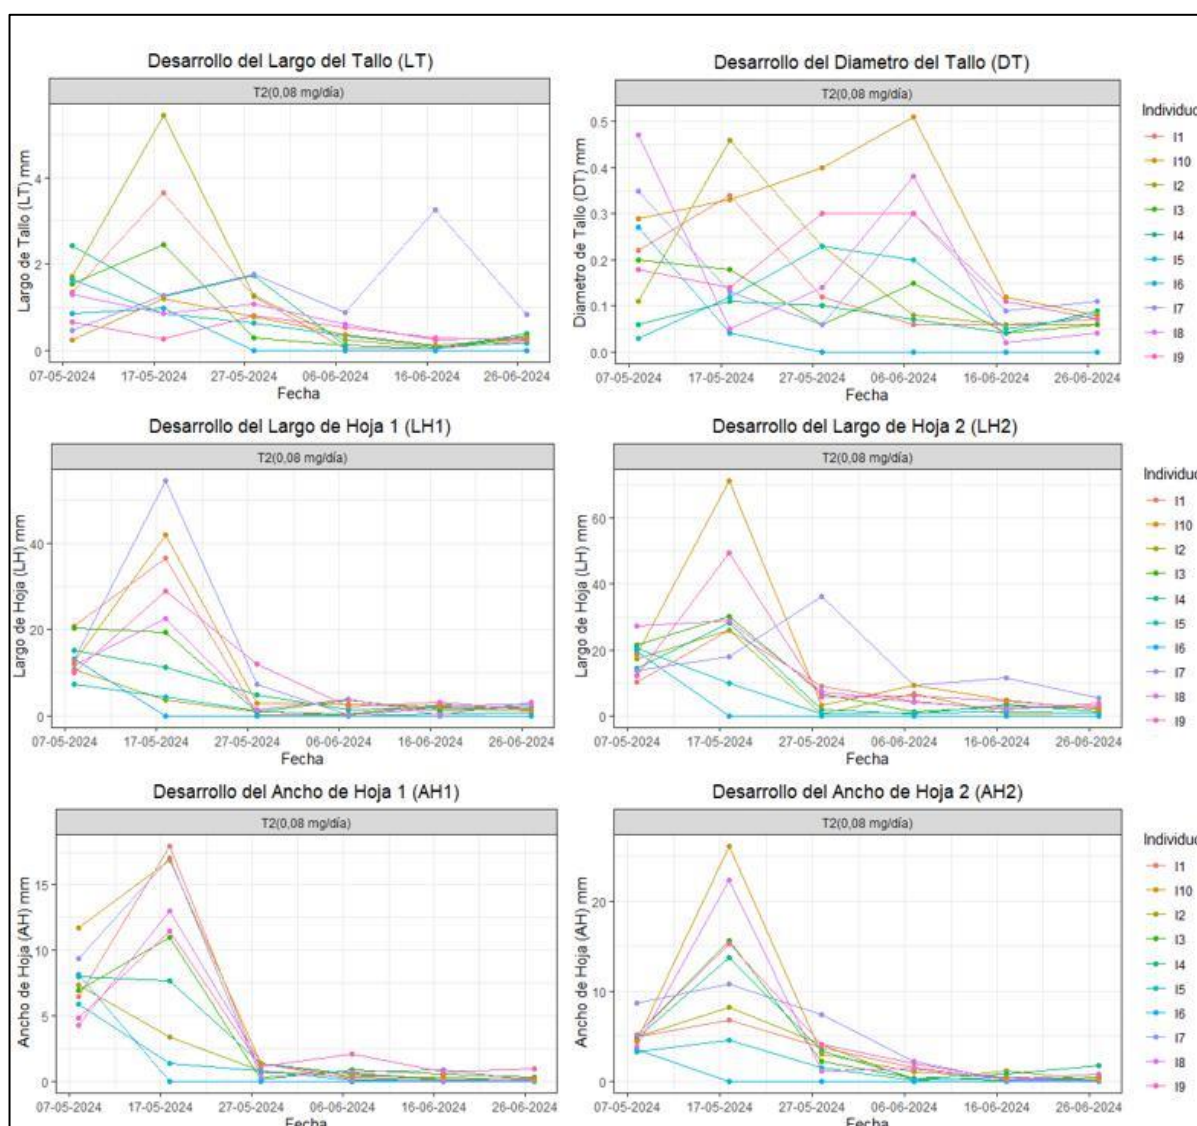 Desarrollo del Largo del Tallo (LT)
T2(0,08 mg/día)
Largo de Tallo (LT) mm
4
2
0
07-05-2024 17-05-2024 27-05-2024 06-06-2024 16-06-2024 26-06-2024
Fecha
Desarrollo del Diametro del Tallo (DT)
T2(0,08 mg/día)
Diametro de Tallo (DT) mm
0.5
0.4
0.3
0.2
0.1
0.0
07-05-2024 17-05-2024 27-05-2024 06-06-2024 16-06-2024 26-06-2024
Fecha
Individuo
I1
I10
I2
I3
I4
I5
I6
I7
I8
I9
Desarrollo del Largo de Hoja 1 (LH1)
T2(0,08 mg/día)
Largo de Hoja (LH) mm
40
20
0
07-05-2024 17-05-2024 27-05-2024 06-06-2024 16-06-2024 26-06-2024
Fecha
Desarrollo del Largo de Hoja 2 (LH2)
T2(0,08 mg/día)
Largo de Hoja (LH) mm
60
40
20
0
07-05-2024 17-05-2024 27-05-2024 06-06-2024 16-06-2024 26-06-2024
Fecha
Individuo
I1
I10
I2
I3
I4
I5
I6
I7
I8
I9
Desarrollo del Ancho de Hoja 1 (AH1)
T2(0,08 mg/día)
Ancho de Hoja (AH) mm
15
10
5
0
07-05-2024 17-05-2024 27-05-2024 06-06-2024 16-06-2024 26-06-2024
Fecha
Desarrollo del Ancho de Hoja 2 (AH2)
T2(0,08 mg/día)
Ancho de Hoja (AH) mm
20
10
0
07-05-2024 17-05-2024 27-05-2024 06-06-2024 16-06-2024 26-06-2024
Fecha
Individuo
I1
I10
I2
I3
I4
I5
I6
I7
I8
I9